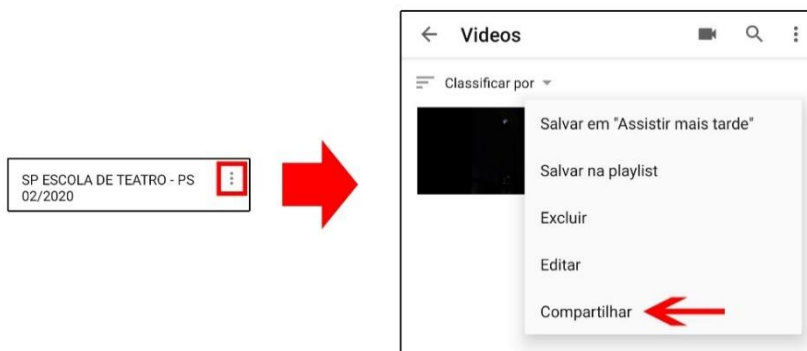 SP ESCOLA DE TEATRO - PS
02/2020
Videos
Classificar por
Salvar em "Assistir mais tarde"
Salvar na playlist
Excluir
Editar
Compartilhar